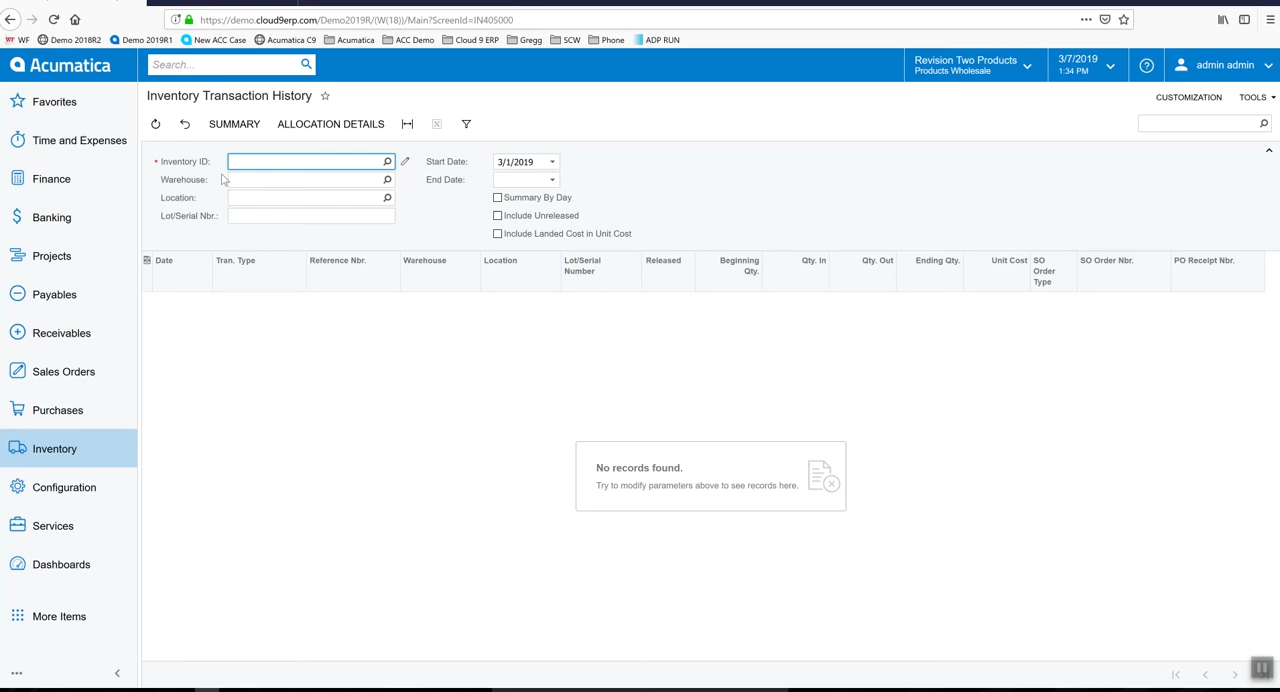 https://demo.cloud9erp.com/Demo2019R/(W(18))/Main?ScreenId=IN405000
WF Demo 2018R2 Demo 2019R1 New ACC Case Acumatica C9 Acumatica ACC Demo Cloud 9 ERP Gregg SCW Phone ADP RUN
Acumatica
Search...
Revision Two Products
Products Wholesale
3/7/2019
1:34 PM
admin admin
Favorites
Time and Expenses
Finance
Banking
Projects
Payables
Receivables
Sales Orders
Purchases
Inventory
Configuration
Services
Dashboards
More Items
Inventory Transaction History
CUSTOMIZATION TOOLS
SUMMARY ALLOCATION DETAILS
* Inventory ID: Start Date: 3/1/2019
Warehouse: End Date:
Location: Summary By Day
Lot/Serial Nbr.: Include Unreleased
Include Landed Cost in Unit Cost
Date Tran. Type Reference Nbr. Warehouse Location Lot/Serial Number Released Beginning Qty. Qty. In Qty. Out Ending Qty. Unit Cost SO Order Type SO Order Nbr. PO Receipt Nbr.
No records found.
Try to modify parameters above to see records here.